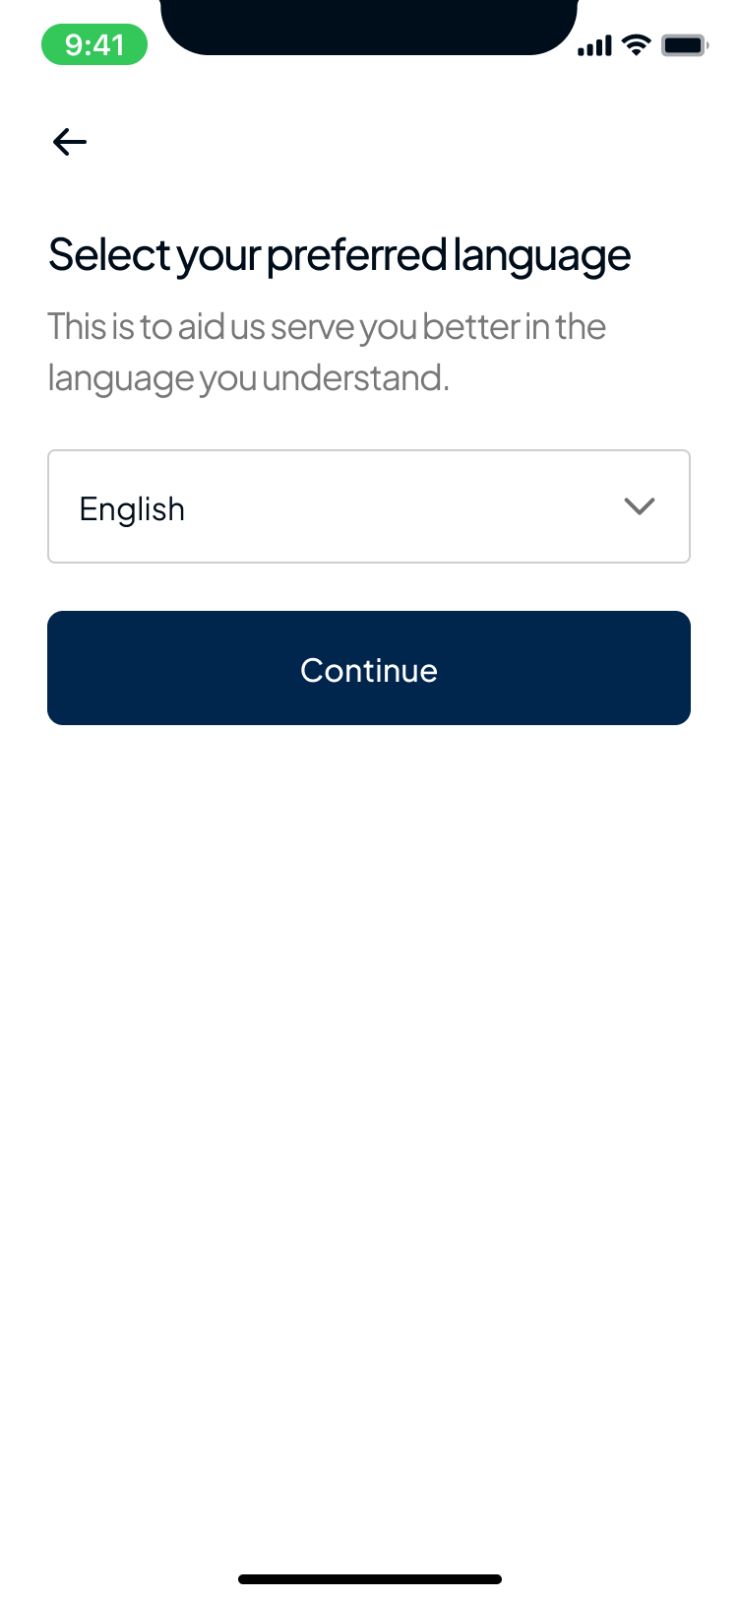 9:41
Select your preferred language
This is to aid us serve you better in the
language you understand.
English
Continue